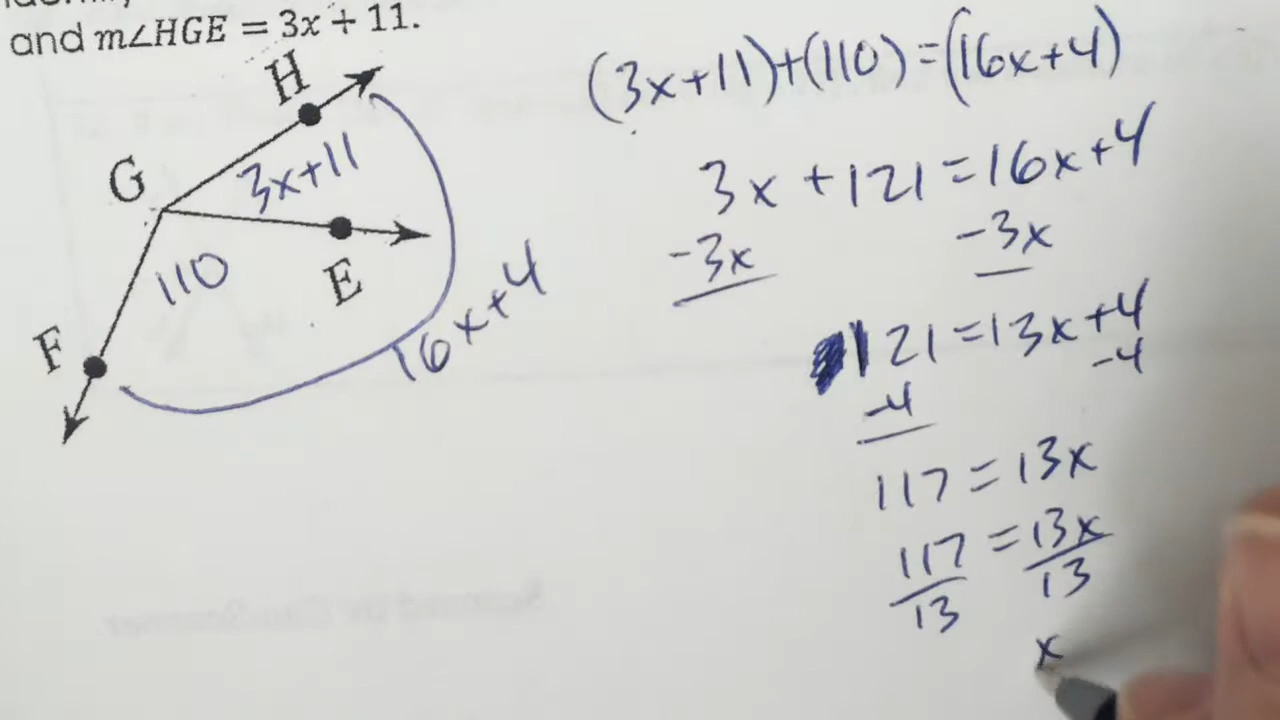 and m∠HGE = 3x + 11.
H
G
3x+11
E
110
F
16x+4
(3x+11)+(110)=(16x+4)
3x+121=16x+4
-3x -3x
121=13x+4
-4 -4
117=13x
117/13=13x/13
x